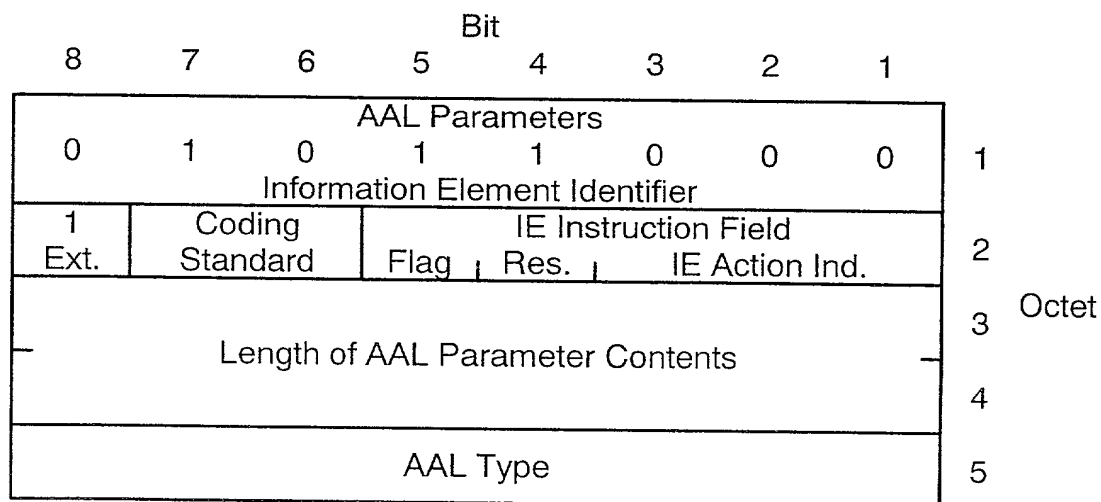 Bit
8 7 6 5 4 3 2 1
AAL Parameters
0 1 0 1 1 0 0 0 1
Information Element Identifier
1 Coding IE Instruction Field
Ext. Standard Flag Res. IE Action Ind. 2
3 Octet
Length of AAL Parameter Contents
4
AAL Type 5